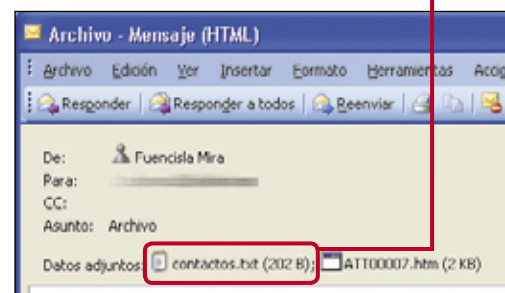 Archivo - Mensaje (HTML)
Archivo Edición Ver Insertar Formato Herramientas Accio
Responder Responder a todos Reenviar
De: Fuencisla Mira
Para:
CC:
Asunto: Archivo
Datos adjuntos: contactos.txt (202 B); ATT00007.htm (2 KB)